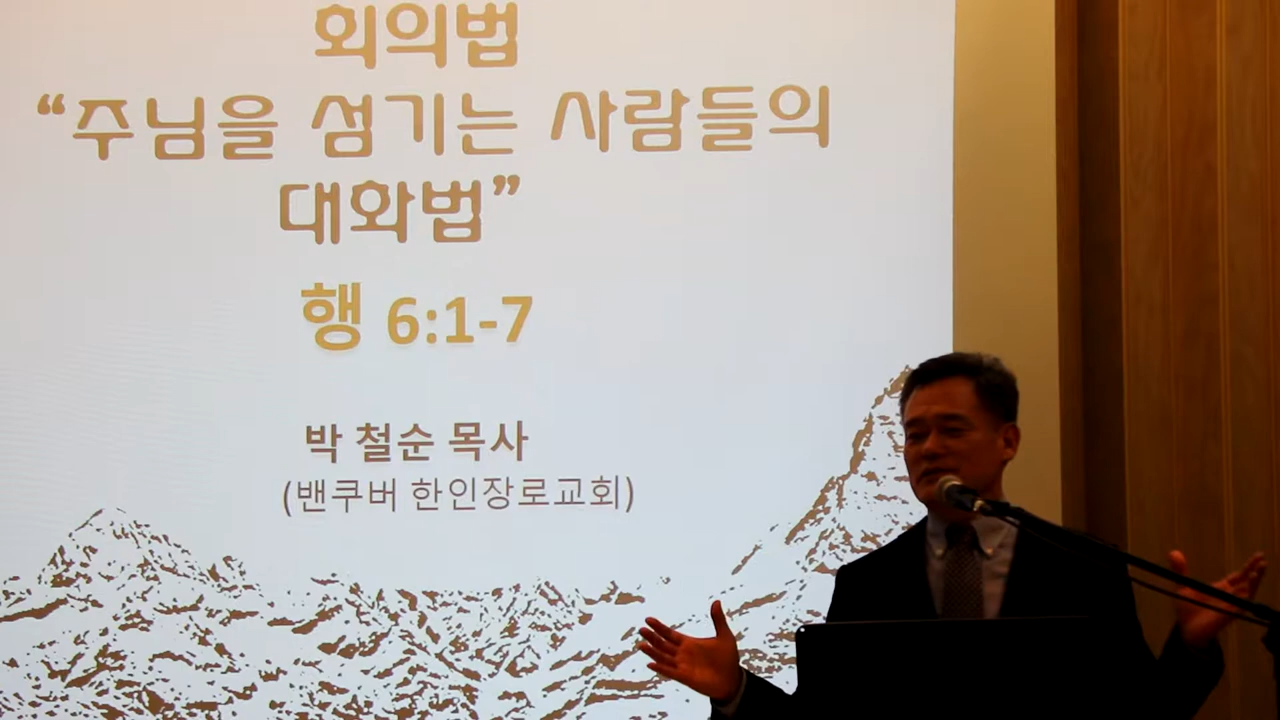 회의법
“주님을 섬기는 사람들의
대화법”
행 6:1-7
박 철순 목사
(밴쿠버 한인장로교회)